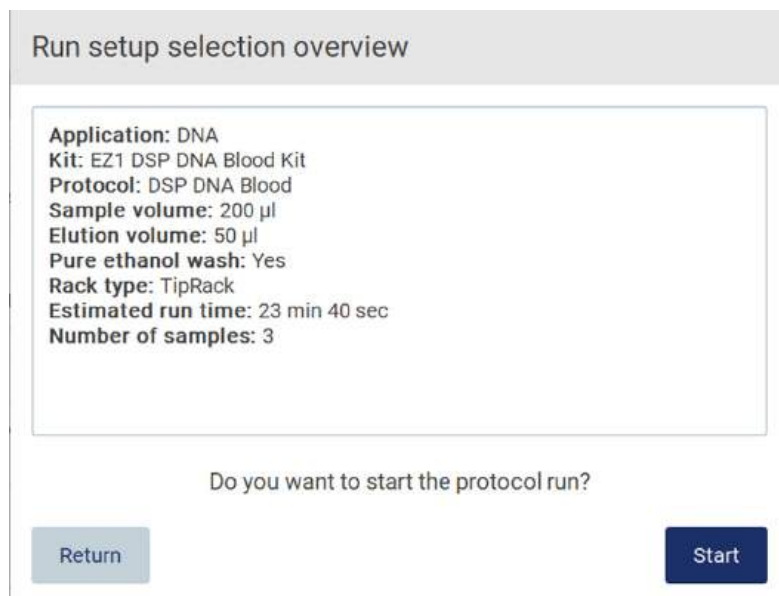 Run setup selection overview
Application: DNA
Kit: EZ1 DSP DNA Blood Kit
Protocol: DSP DNA Blood
Sample volume: 200 µl
Elution volume: 50 µl
Pure ethanol wash: Yes
Rack type: TipRack
Estimated run time: 23 min 40 sec
Number of samples: 3
Do you want to start the protocol run?
Return
Start